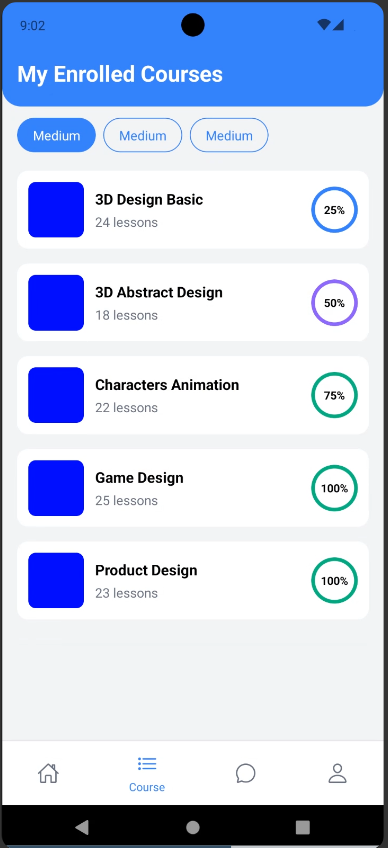 9:02
My Enrolled Courses
Medium Medium Medium
3D Design Basic
24 lessons
25%
3D Abstract Design
18 lessons
50%
Characters Animation
22 lessons
75%
Game Design
25 lessons
100%
Product Design
23 lessons
100%
Course